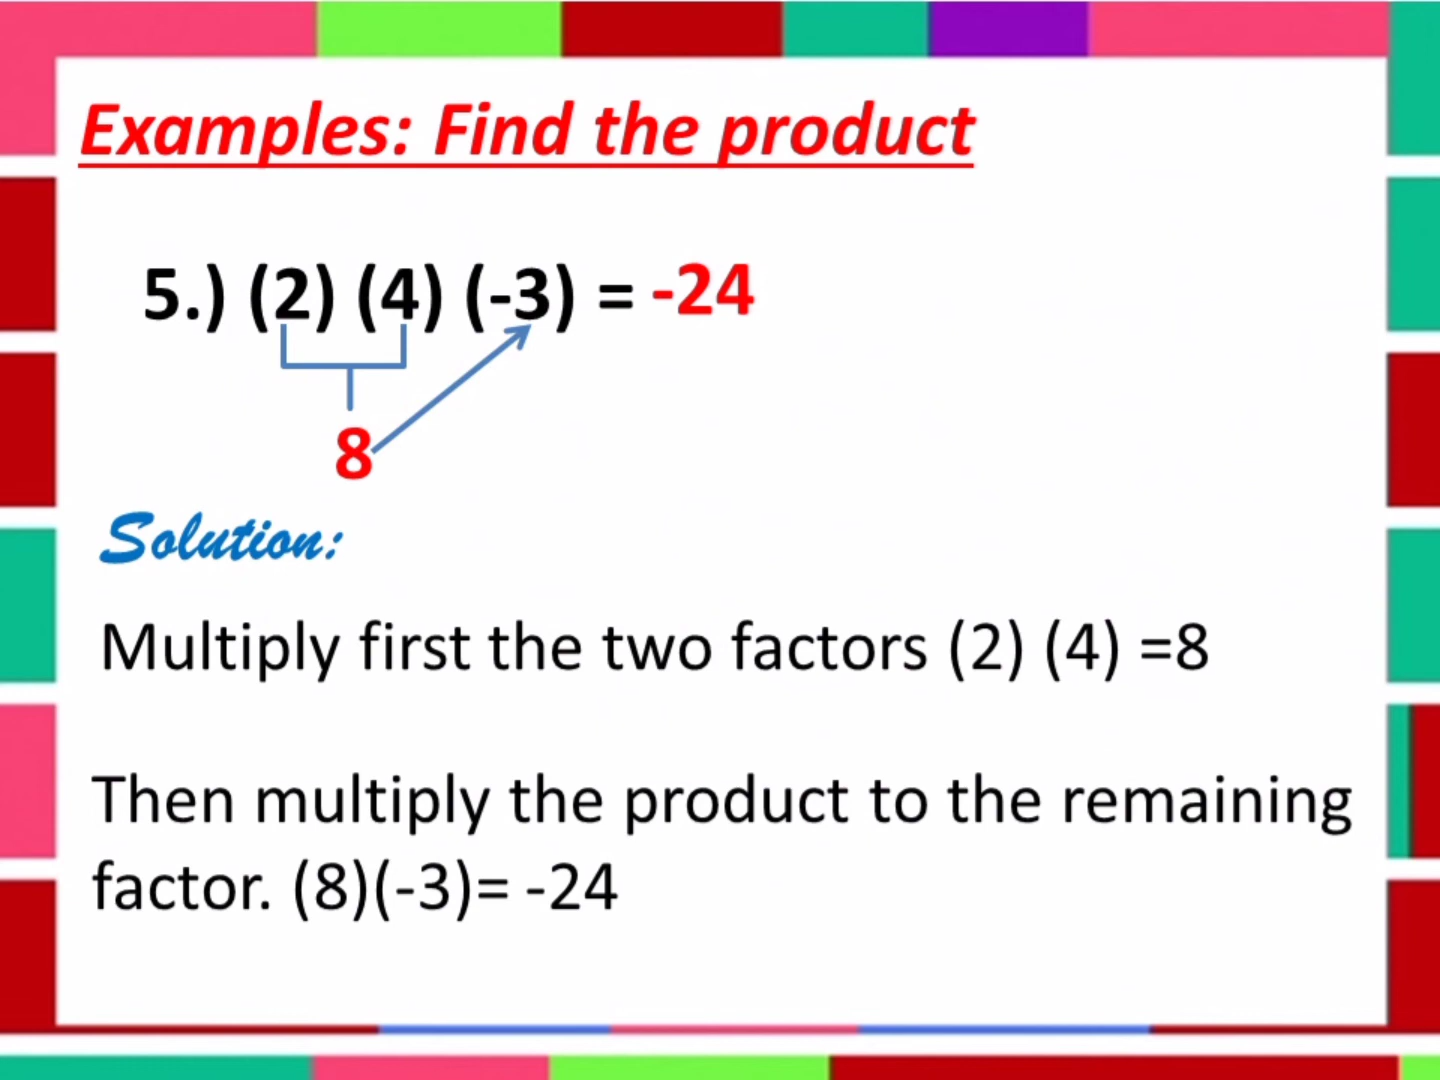 Examples: Find the product
5.) (2) (4) (-3) = -24
8
Solution:
Multiply first the two factors (2) (4) =8
Then multiply the product to the remaining
factor. (8)(-3)= -24